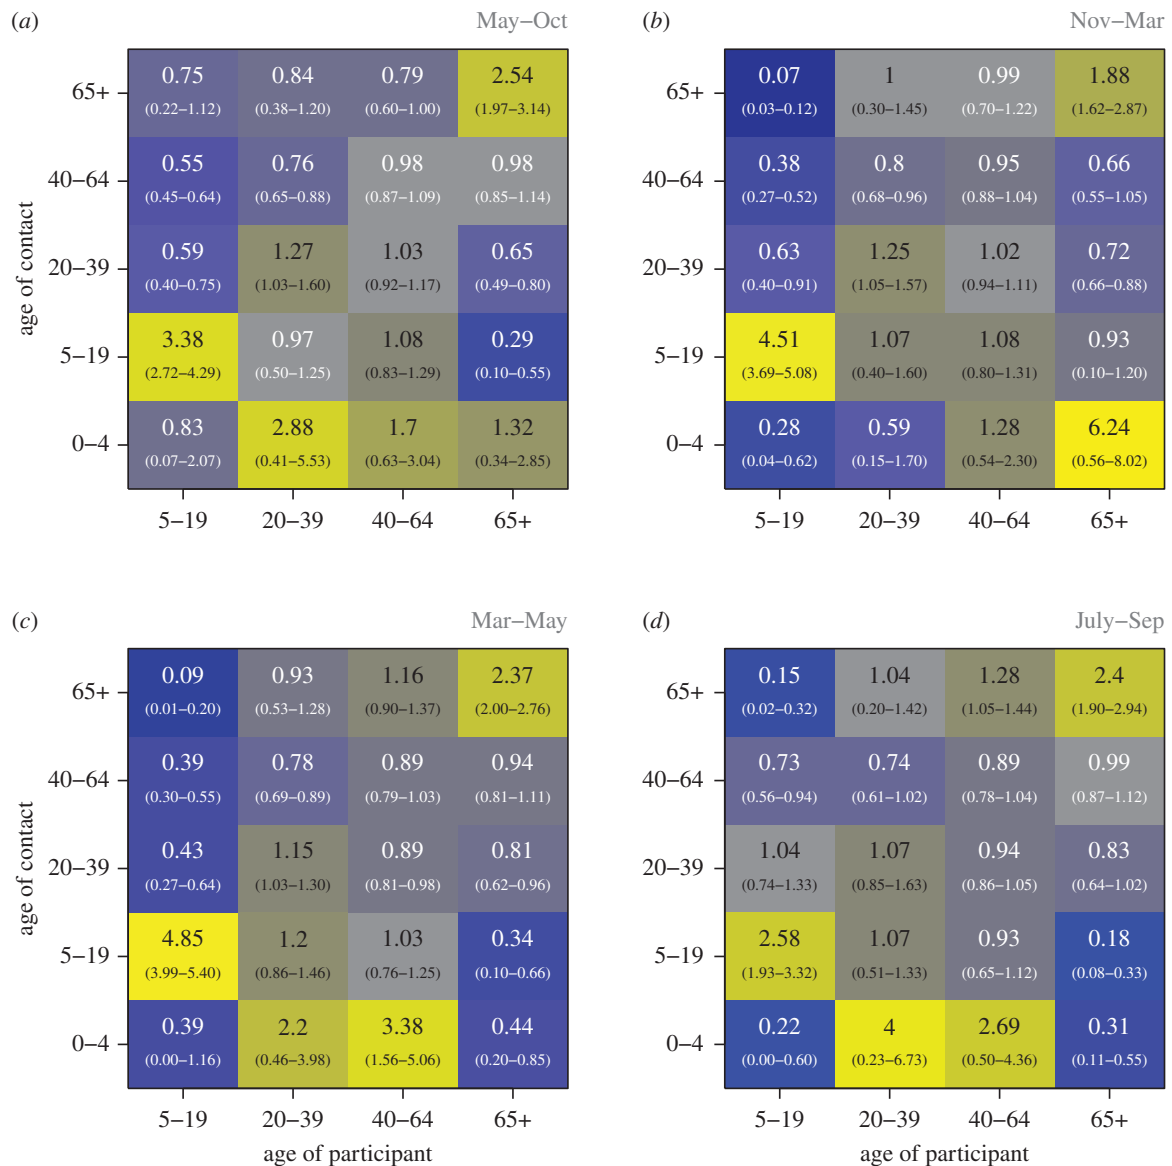 (a) May–Oct
age of contact
65+ 0.75 0.84 0.79 2.54
(0.22–1.12) (0.38–1.20) (0.60–1.00) (1.97–3.14)
40–64 0.55 0.76 0.98 0.98
(0.45–0.64) (0.65–0.88) (0.87–1.09) (0.85–1.14)
20–39 0.59 1.27 1.03 0.65
(0.40–0.75) (1.03–1.60) (0.92–1.17) (0.49–0.80)
5–19 3.38 0.97 1.08 0.29
(2.72–4.29) (0.50–1.25) (0.83–1.29) (0.10–0.55)
0–4 0.83 2.88 1.7 1.32
(0.07–2.07) (0.41–5.53) (0.63–3.04) (0.34–2.85)
5–19 20–39 40–64 65+
(b) Nov–Mar
65+ 0.07 1 0.99 1.88
(0.03–0.12) (0.30–1.45) (0.70–1.22) (1.62–2.87)
40–64 0.38 0.8 0.95 0.66
(0.27–0.52) (0.68–0.96) (0.88–1.04) (0.55–1.05)
20–39 0.63 1.25 1.02 0.72
(0.40–0.91) (1.05–1.57) (0.94–1.11) (0.66–0.88)
5–19 4.51 1.07 1.08 0.93
(3.69–5.08) (0.40–1.60) (0.80–1.31) (0.10–1.20)
0–4 0.28 0.59 1.28 6.24
(0.04–0.62) (0.15–1.70) (0.54–2.30) (0.56–8.02)
5–19 20–39 40–64 65+
(c) Mar–May
age of contact
65+ 0.09 0.93 1.16 2.37
(0.01–0.20) (0.53–1.28) (0.90–1.37) (2.00–2.76)
40–64 0.39 0.78 0.89 0.94
(0.30–0.55) (0.69–0.89) (0.79–1.03) (0.81–1.11)
20–39 0.43 1.15 0.89 0.81
(0.27–0.64) (1.03–1.30) (0.81–0.98) (0.62–0.96)
5–19 4.85 1.2 1.03 0.34
(3.99–5.40) (0.86–1.46) (0.76–1.25) (0.10–0.66)
0–4 0.39 2.2 3.38 0.44
(0.00–1.16) (0.46–3.98) (1.56–5.06) (0.20–0.85)
5–19 20–39 40–64 65+
age of participant
(d) July–Sep
65+ 0.15 1.04 1.28 2.4
(0.02–0.32) (0.20–1.42) (1.05–1.44) (1.90–2.94)
40–64 0.73 0.74 0.89 0.99
(0.56–0.94) (0.61–1.02) (0.78–1.04) (0.87–1.12)
20–39 1.04 1.07 0.94 0.83
(0.74–1.33) (0.85–1.63) (0.86–1.05) (0.64–1.02)
5–19 2.58 1.07 0.93 0.18
(1.93–3.32) (0.51–1.33) (0.65–1.12) (0.08–0.33)
0–4 0.22 4 2.69 0.31
(0.00–0.60) (0.23–6.73) (0.50–4.36) (0.11–0.55)
5–19 20–39 40–64 65+
age of participant